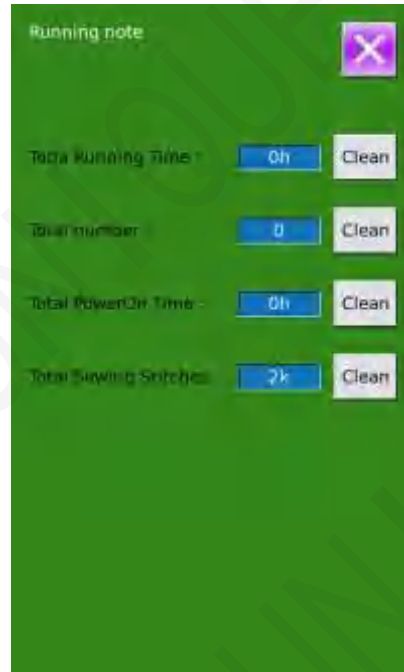 Running note
Totla Running Time : 0h Clean
Total number : 0 Clean
Total PowerOn Time : 0h Clean
Total Sewing Stitches 2k Clean